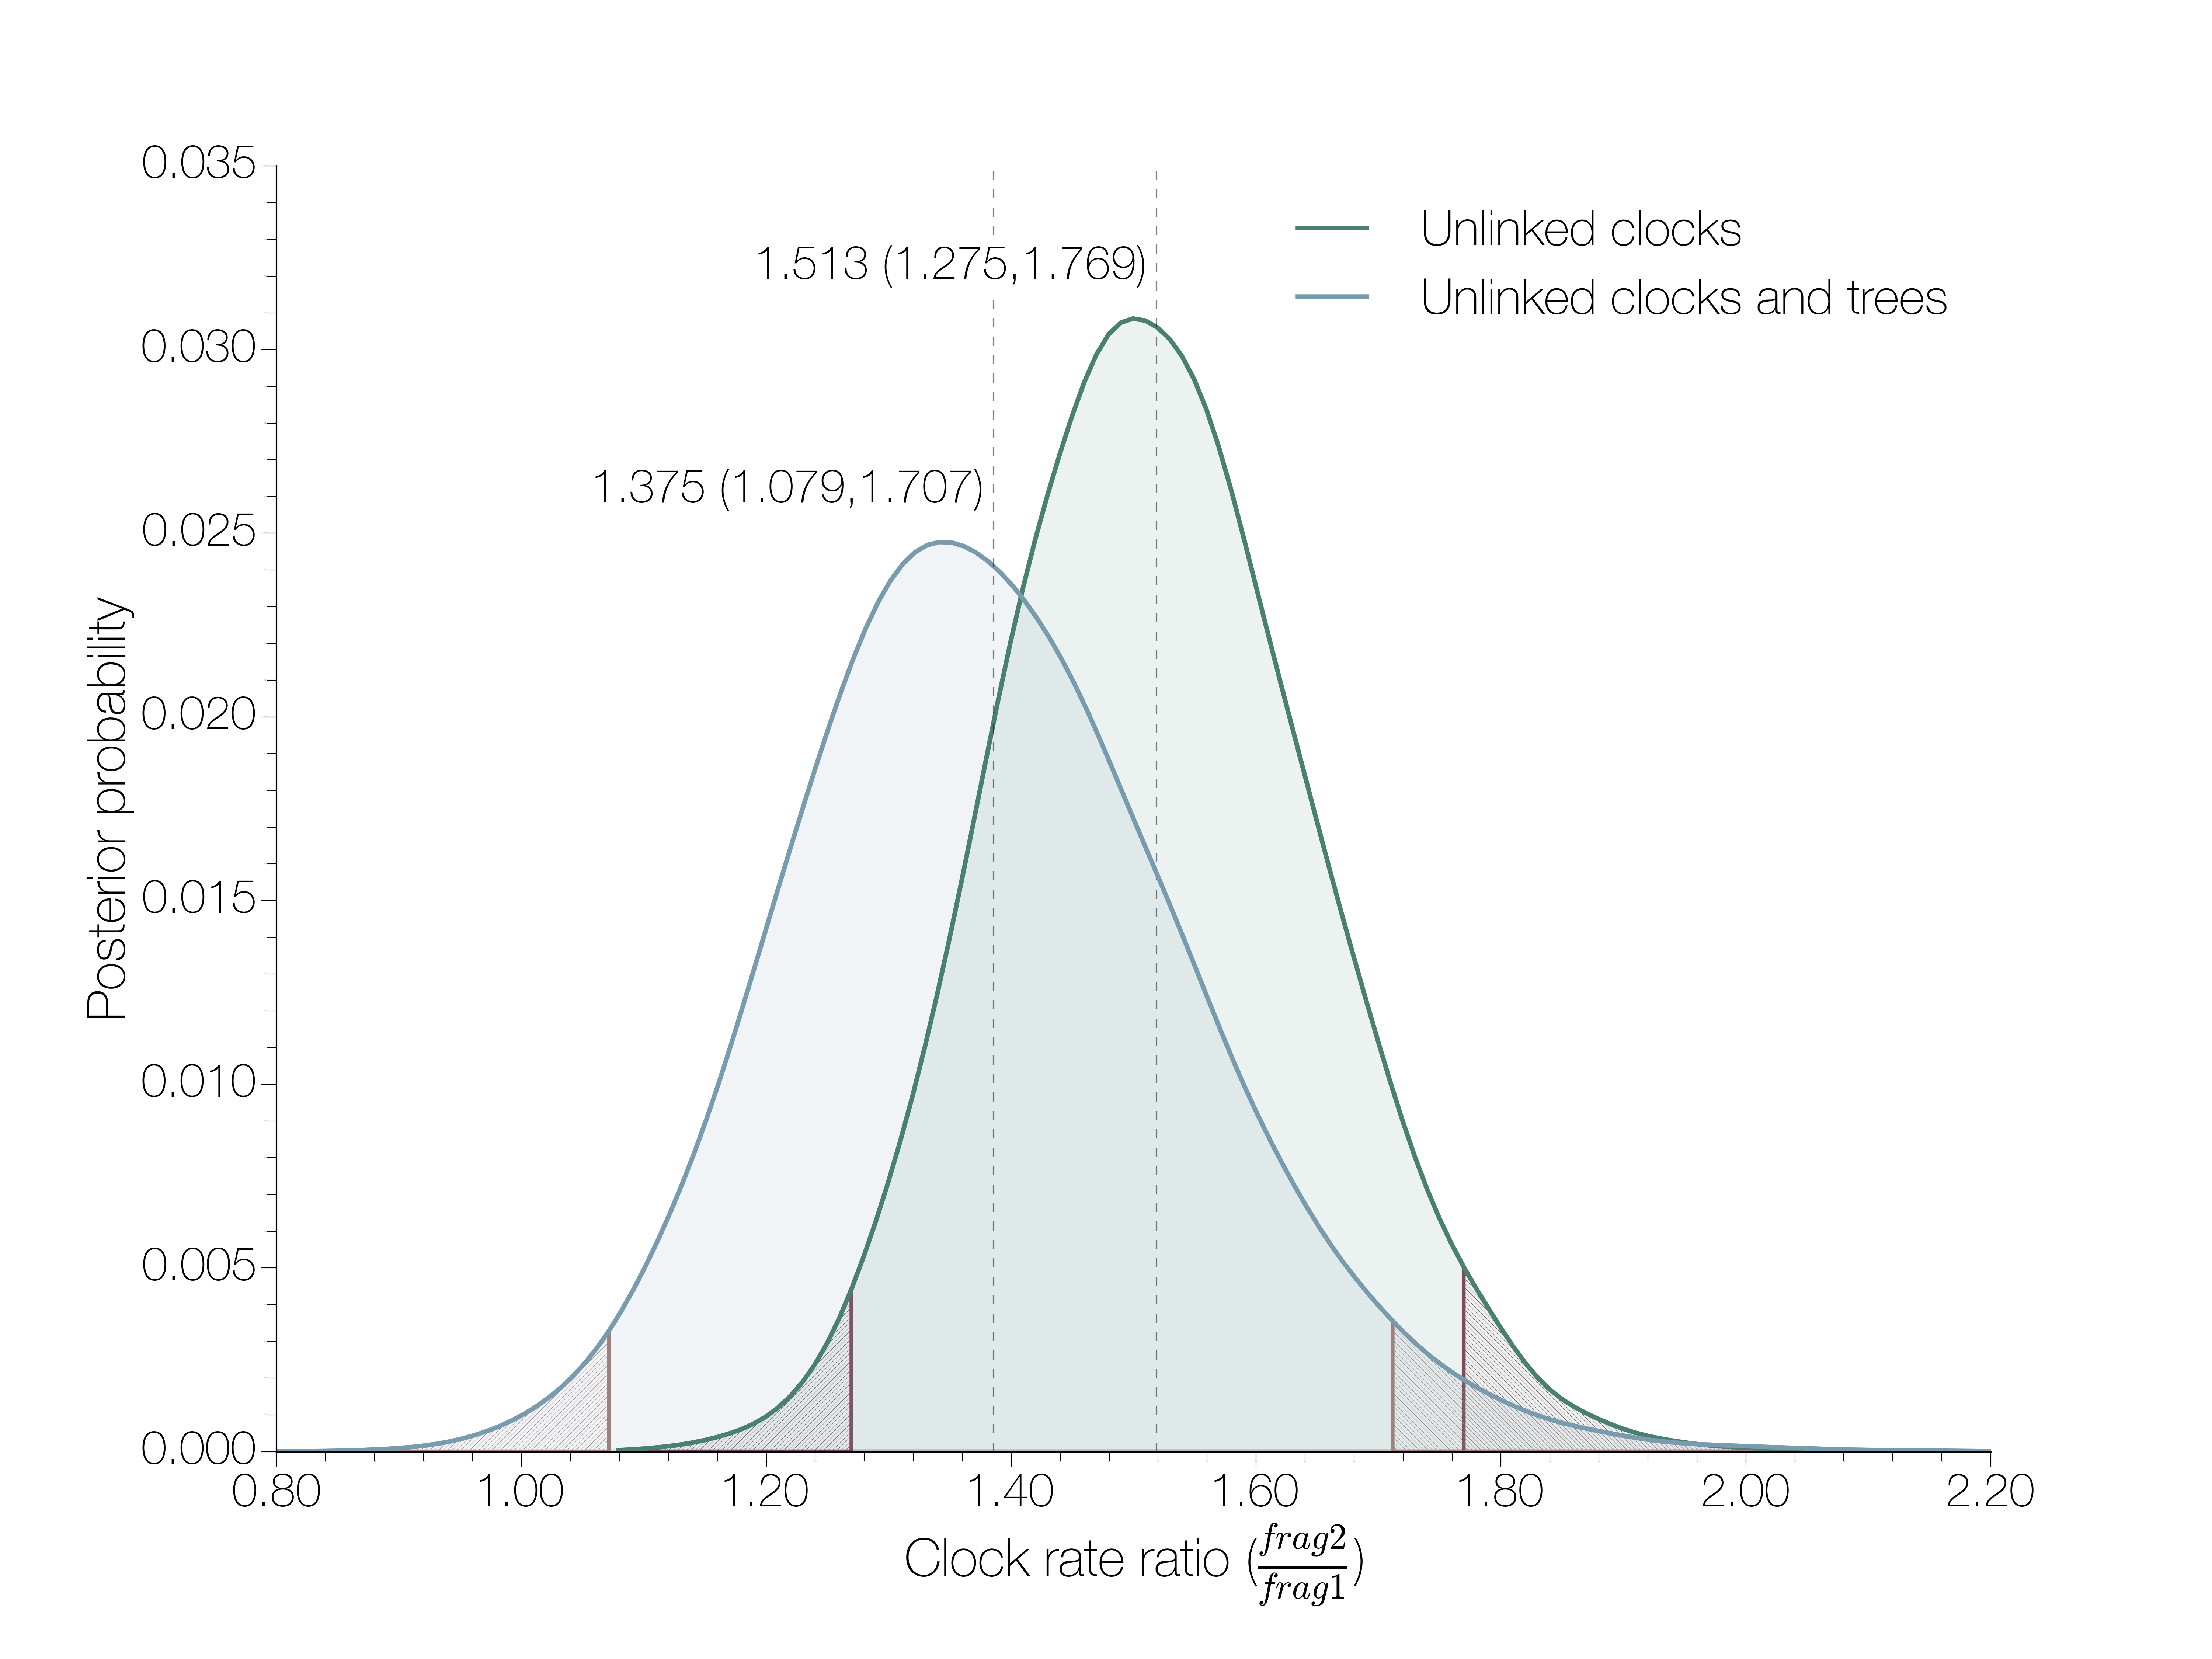 0.035
0.030
0.025
0.020
0.015
0.010
0.005
0.000
Posterior probability
1.513 (1.275,1.769)
1.375 (1.079,1.707)
Unlinked clocks
Unlinked clocks and trees
0.80 1.00 1.20 1.40 1.60 1.80 2.00 2.20
Clock rate ratio (frag2/frag1)